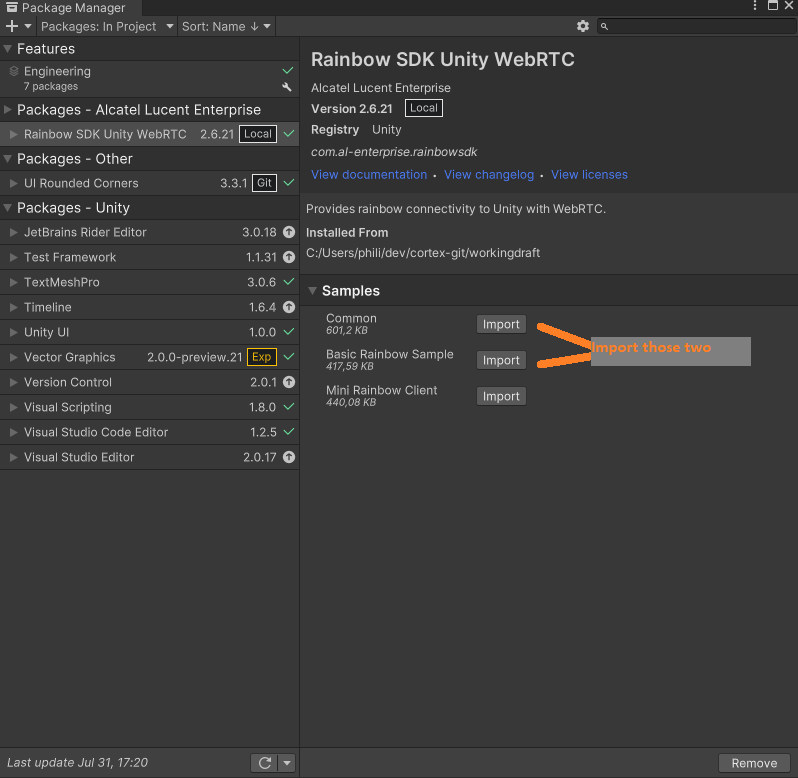 Package Manager
Packages: In Project Sort: Name ↓
Features
Engineering
7 packages
Packages - Alcatel Lucent Enterprise
Rainbow SDK Unity WebRTC 2.6.21 Local
Packages - Other
UI Rounded Corners 3.3.1 Git
Packages - Unity
JetBrains Rider Editor 3.0.18
Test Framework 1.1.31
TextMeshPro 3.0.6
Timeline 1.6.4
Unity UI 1.0.0
Vector Graphics 2.0.0-preview.21 Exp
Version Control 2.0.1
Visual Scripting 1.8.0
Visual Studio Code Editor 1.2.5
Visual Studio Editor 2.0.17
Last update Jul 31, 17:20
Rainbow SDK Unity WebRTC
Alcatel Lucent Enterprise
Version 2.6.21 Local
Registry Unity
com.al-enterprise.rainbowsdk
View documentation • View changelog • View licenses
Provides rainbow connectivity to Unity with WebRTC.
Installed From
C:/Users/phili/dev/cortex-git/workingdraft
Samples
Common Import
601,2 KB
Import those two
Basic Rainbow Sample Import
417,59 KB
Mini Rainbow Client Import
440,08 KB
Remove